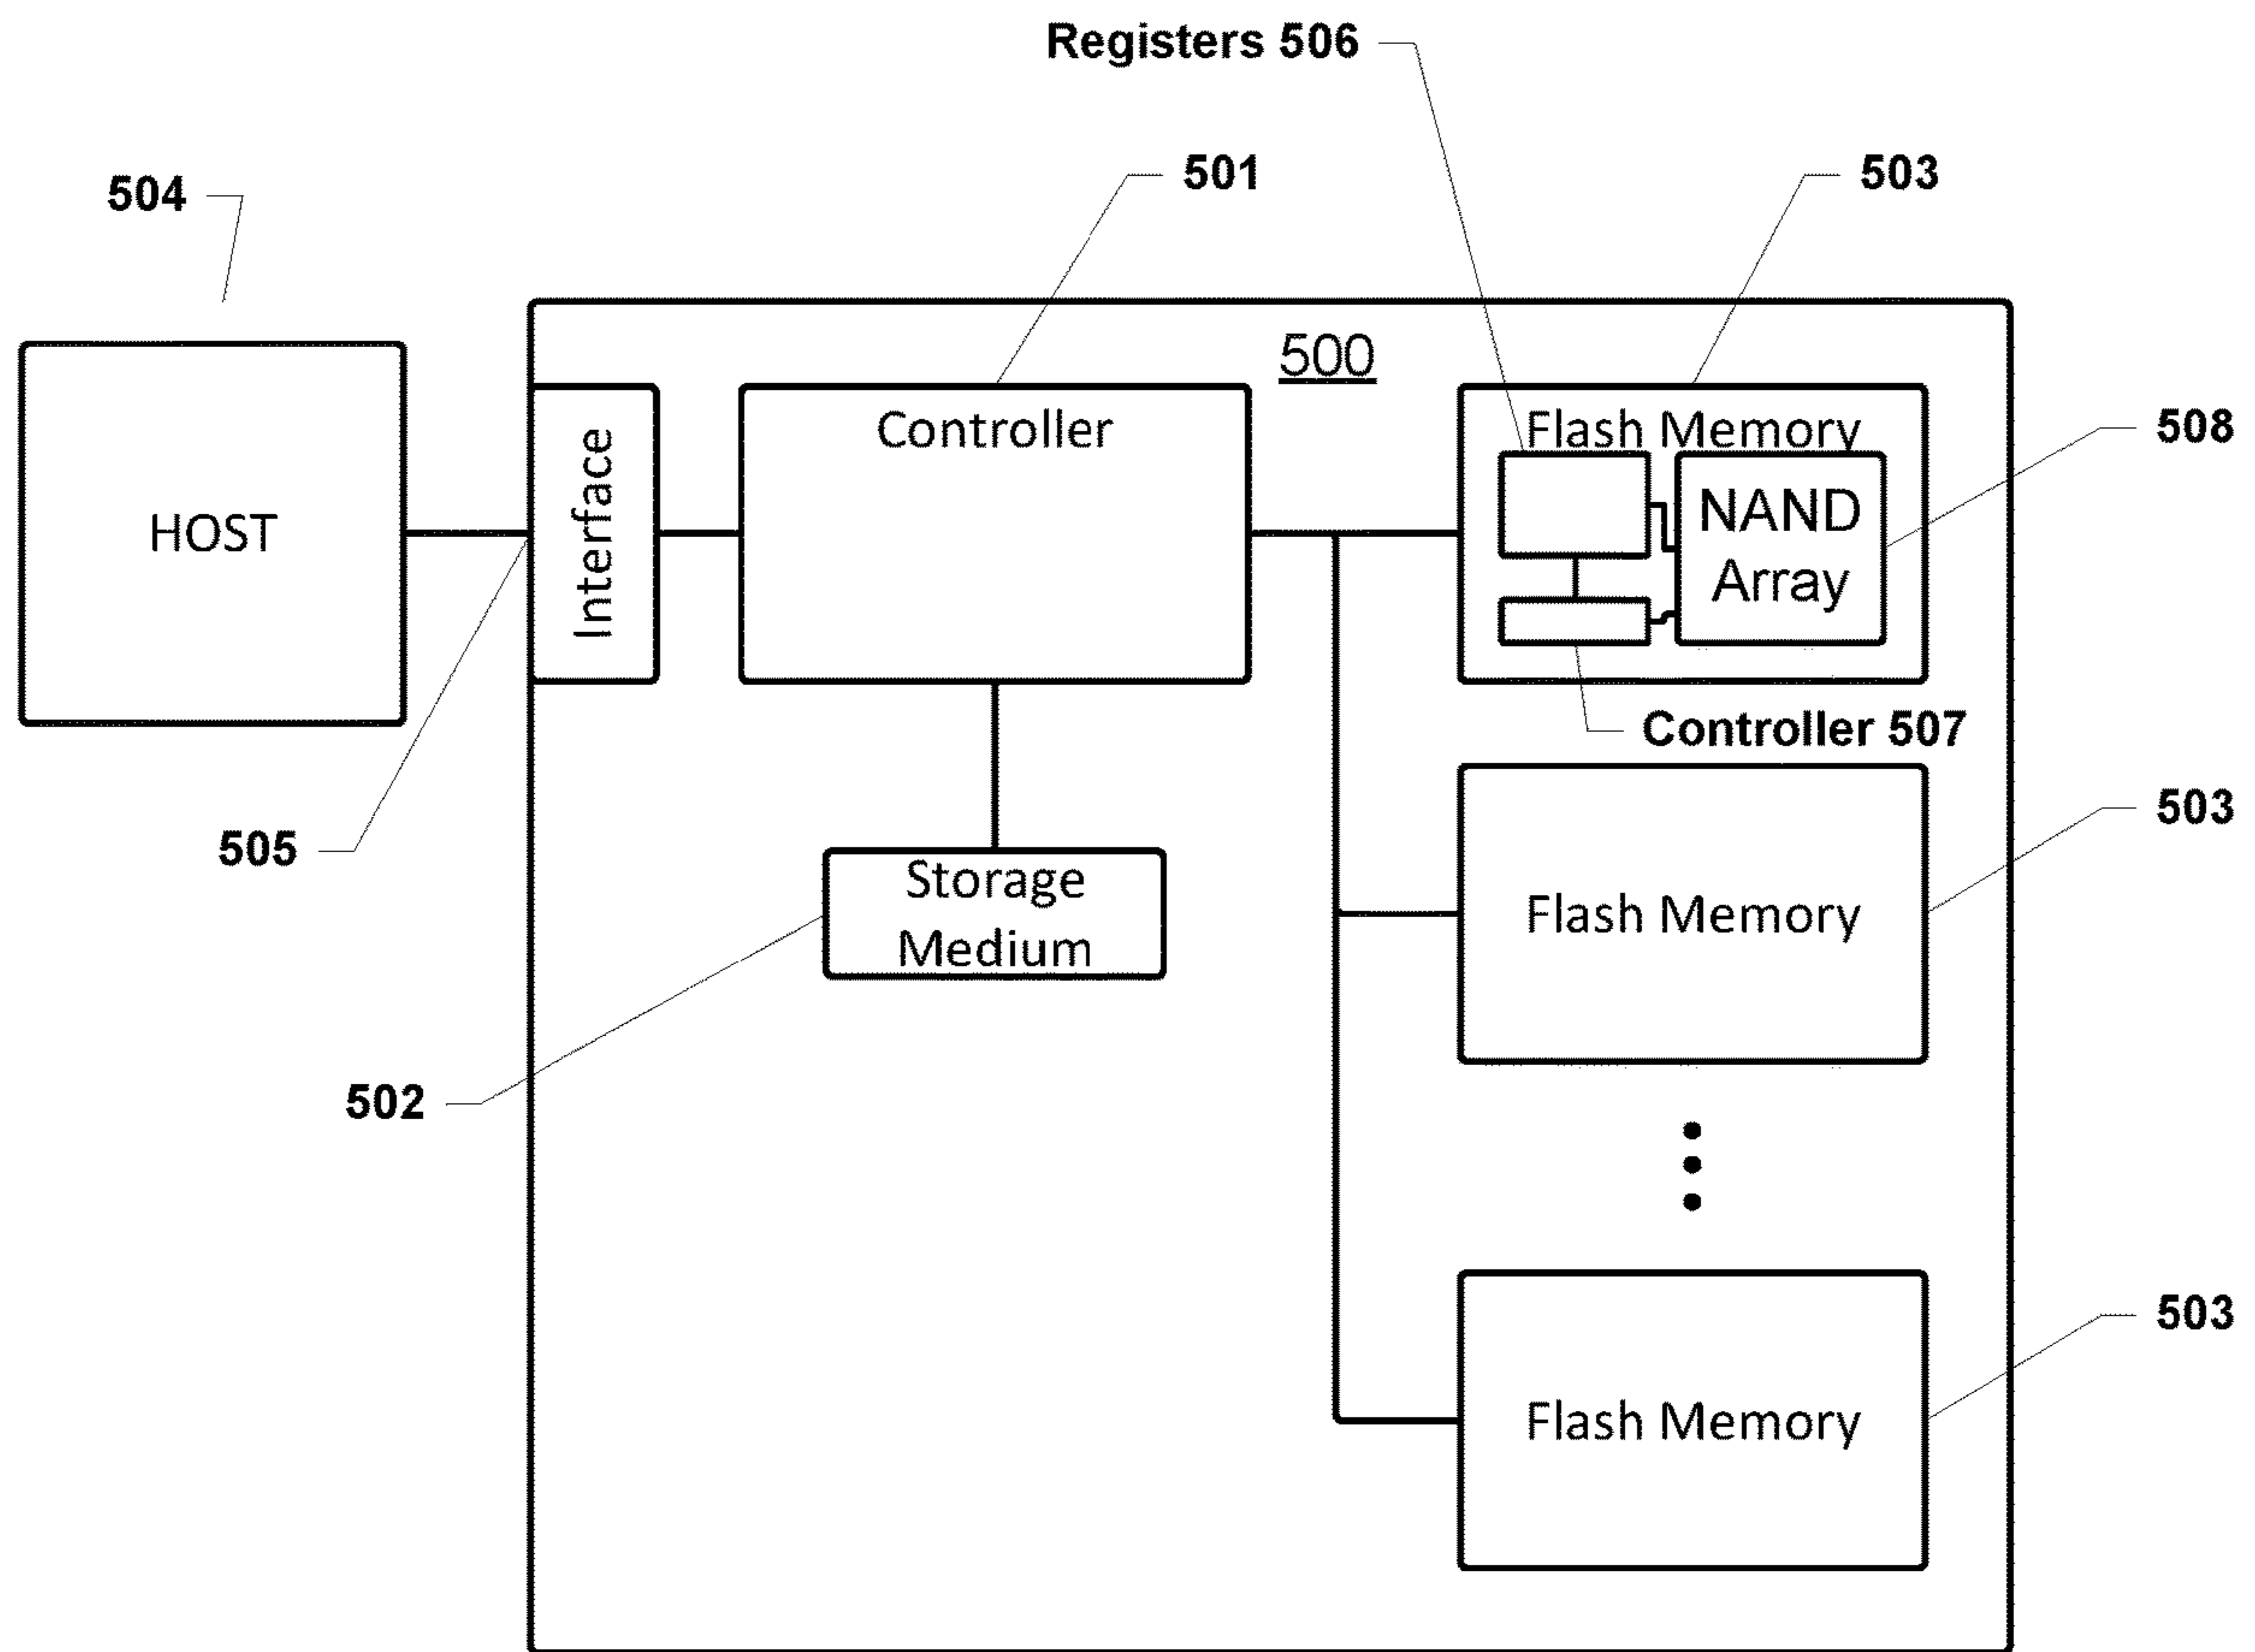 Registers 506
501
503
504
500
508
HOST
Interface
Controller
Flash Memory
NAND
Array
Controller 507
505
Storage
Medium
502
503
Flash Memory
503
Flash Memory